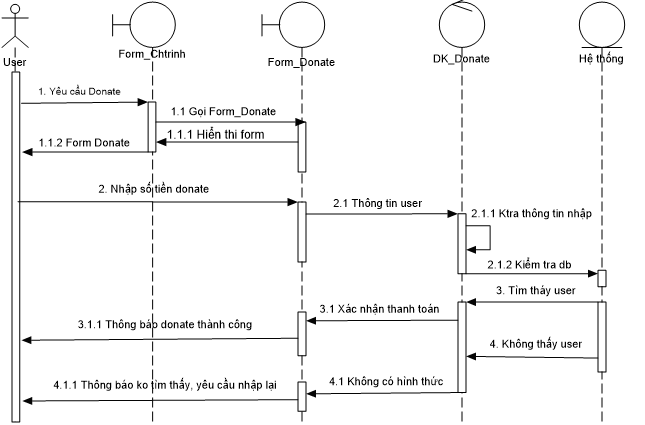 Form_Chtrinh
User
Form_Donate
DK_Donate
Hệ thống
1. Yêu cầu Donate
1.1 Gọi Form_Donate
1.1.1 Hiển thi form
1.1.2 Form Donate
2. Nhập số tiền donate
2.1 Thông tin user
2.1.1 Ktra thông tin nhập
2.1.2 Kiểm tra db
3. Tìm tháy user
3.1 Xác nhận thanh toán
3.1.1 Thông báo donate thành công
4. Không thấy user
4.1 Không có hình thức
4.1.1 Thông báo ko tìm thấy, yêu cầu nhập lại